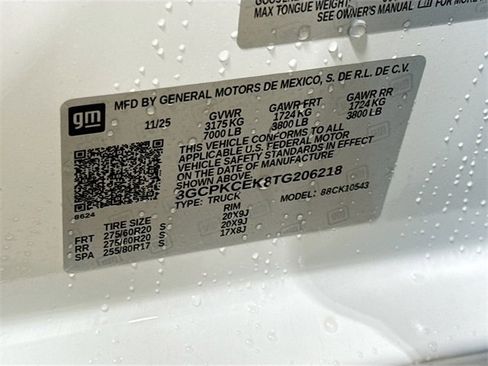 MAX TONGUE WEIGHT:
SEE OWNER'S MANUAL
gm
MFD BY GENERAL MOTORS DE MEXICO, S. DE R.L. DE C.V.
11/25 GVWR GAWR FRT GAWR RR
3175 KG 1724 KG 1724 KG
7000 LB 3800 LB 3800 LB
THIS VEHICLE CONFORMS TO ALL APPLICABLE U.S. FEDERAL MOTOR
VEHICLE SAFETY STANDARDS IN EFFECT
ON THE DATE OF
MANUFACTURE SHOWN ABOVE.
3GCPKCEK8TG206218
TYPE: TRUCK MODEL: 88CK10543
8624
TIRE SIZE RIM
FRT 275/60R20 S 20X9J
RR 275/60R20 S 20X9J
SPA 255/80R17 S 17X8J